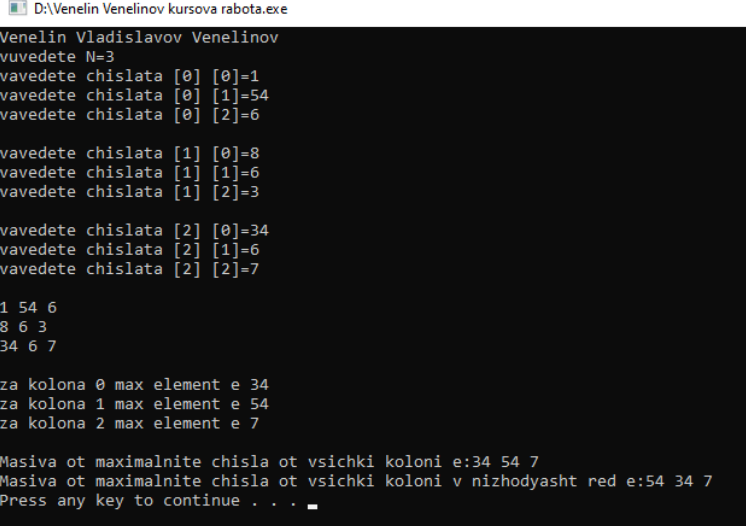 D:\Venelin Venelinov kursova rabota.exe
Venelin Vladislavov Venelinov
vuvedete N=3
vavedete chislata [0] [0]=1
vavedete chislata [0] [1]=54
vavedete chislata [0] [2]=6
vavedete chislata [1] [0]=8
vavedete chislata [1] [1]=6
vavedete chislata [1] [2]=3
vavedete chislata [2] [0]=34
vavedete chislata [2] [1]=6
vavedete chislata [2] [2]=7
1 54 6
8 6 3
34 6 7
za kolona 0 max element e 34
za kolona 1 max element e 54
za kolona 2 max element e 7
Masiva ot maximalnite chisla ot vsichki koloni e:34 54 7
Masiva ot maximalnite chisla ot vsichki koloni v nizhodyasht red e:54 34 7
Press any key to continue . . .